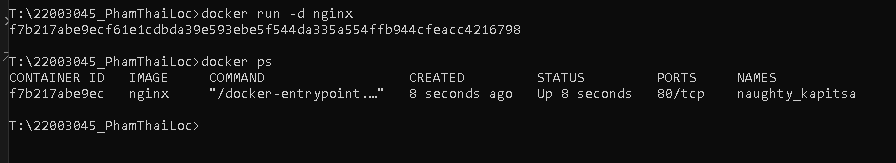 T:\22003045_PhamThaiLoc>docker run -d nginx
f7b217abe9ecf61e1cdbda39e593ebe5f544da335a554ffb944cfeacc4216798
T:\22003045_PhamThaiLoc>docker ps
CONTAINER ID   IMAGE     COMMAND                  CREATED         STATUS         PORTS     NAMES
f7b217abe9ec   nginx     "/docker-entrypoint.…"   8 seconds ago   Up 8 seconds   80/tcp    naughty_kapitsa
T:\22003045_PhamThaiLoc>